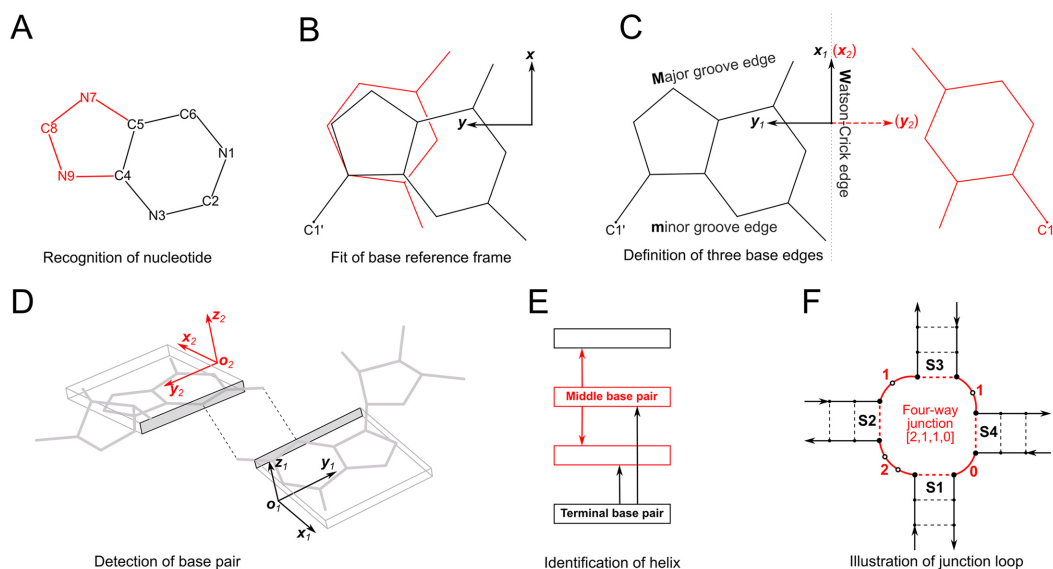 A
N7
C8
C5
C6
N1
N9
C4
N3
C2
Recognition of nucleotide
B
x
y
C1'
Fit of base reference frame
C
Major groove edge
x1 (x2)
Watson-Crick edge
y1
(y2)
minor groove edge
C1'
C1
Definition of three base edges
D
z2
x2
o2
y2
z1
y1
o1
x1
Detection of base pair
E
Middle base pair
Terminal base pair
Identification of helix
F
S3
1
1
S2
Four-way
junction
[2,1,1,0]
S4
2
0
S1
Illustration of junction loop